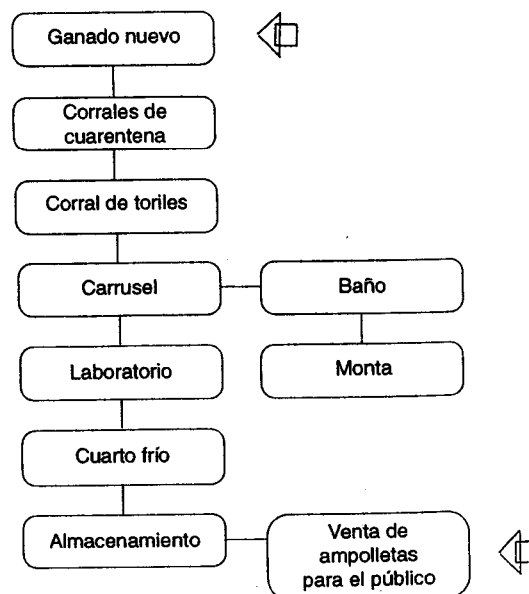 Ganado nuevo
Corrales de
cuarentena
Corral de toriles
Carrusel
Baño
Laboratorio
Monta
Cuarto frío
Almacenamiento
Venta de
ampolletas
para el público